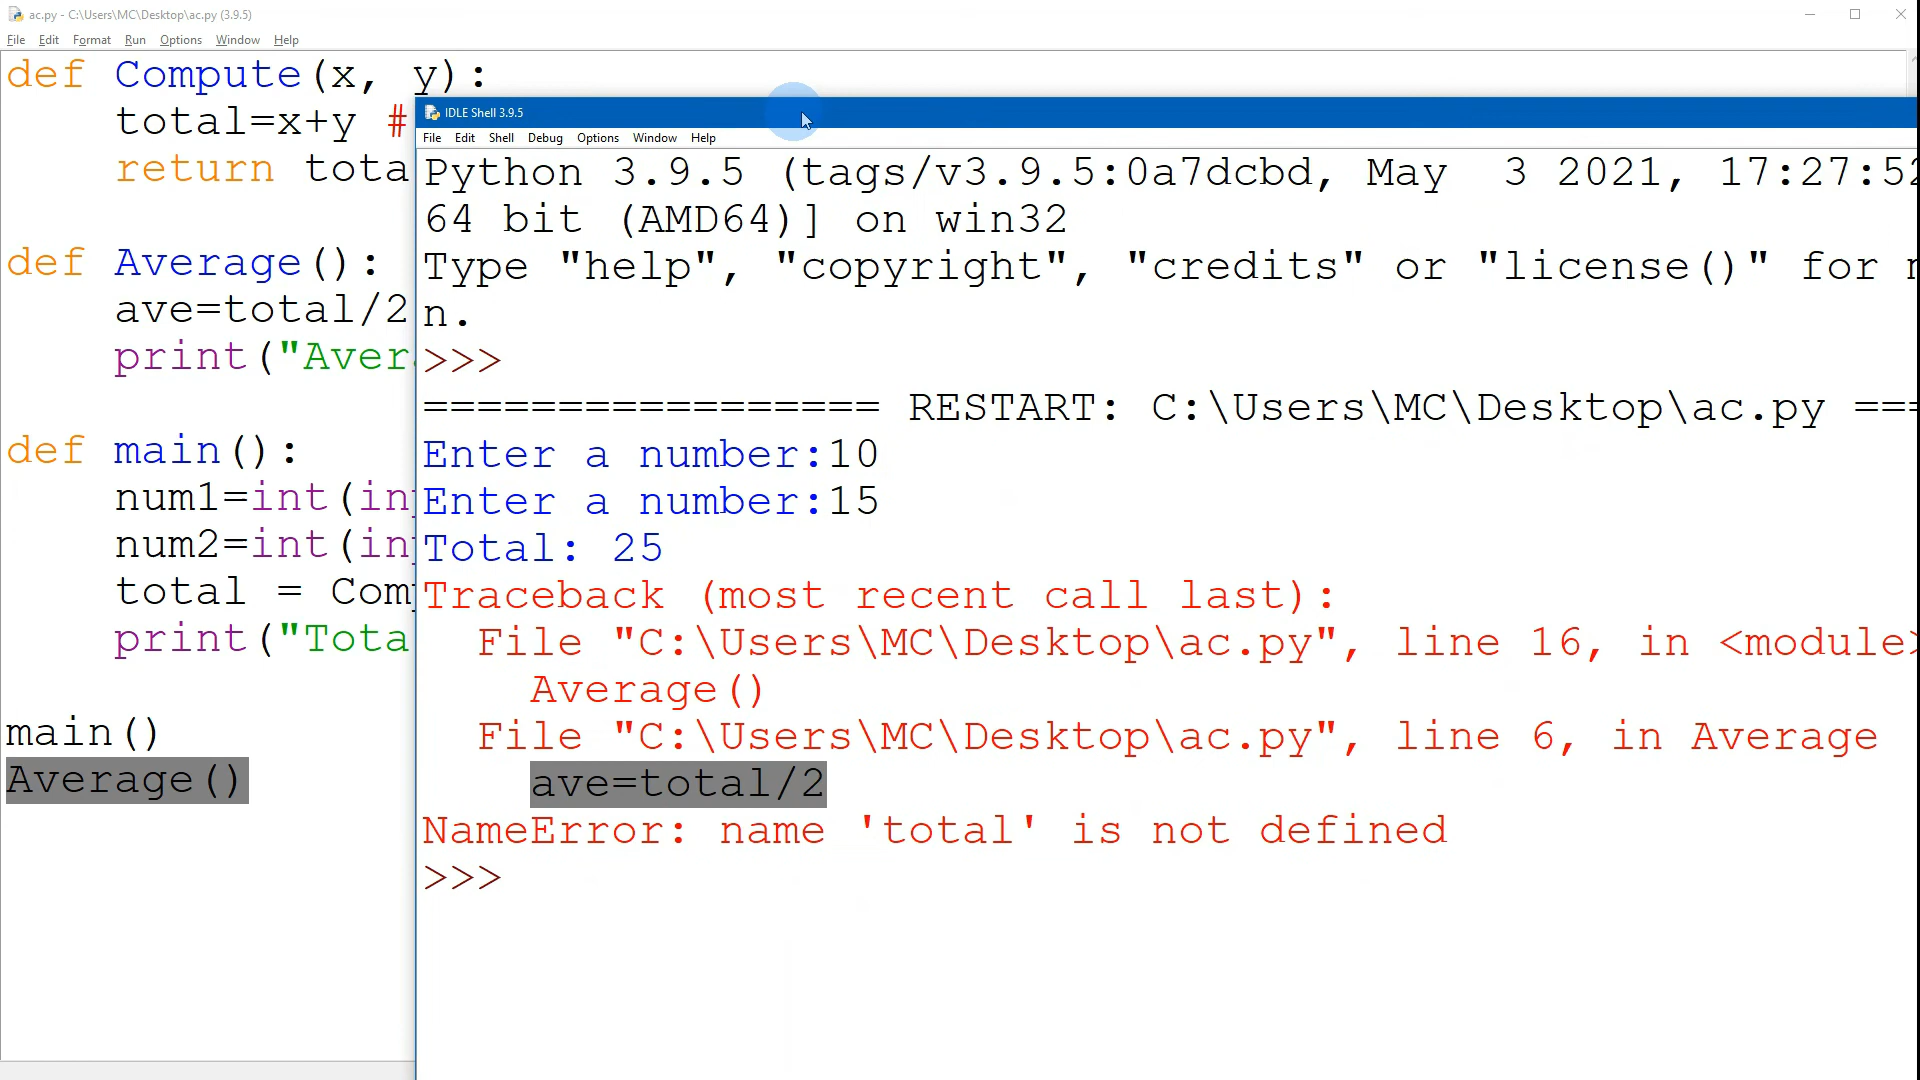 ac.py - C:\Users\MC\Desktop\ac.py (3.9.5)
File Edit Format Run Options Window Help
def Compute(x, y):
total=x+y #
return tota
def Average():
ave=total/2
print("Aver
def main():
num1=int(in
num2=int(in
total = Com
print("Tota
main()
Average()
IDLE Shell 3.9.5
File Edit Shell Debug Options Window Help
Python 3.9.5 (tags/v3.9.5:0a7dcbd, May  3 2021, 17:27:52
64 bit (AMD64)] on win32
Type "help", "copyright", "credits" or "license()" for
n.
>>>
================= RESTART: C:\Users\MC\Desktop\ac.py ===
Enter a number:10
Enter a number:15
Total: 25
Traceback (most recent call last):
File "C:\Users\MC\Desktop\ac.py", line 16, in <module>
Average()
File "C:\Users\MC\Desktop\ac.py", line 6, in Average
ave=total/2
NameError: name 'total' is not defined
>>>